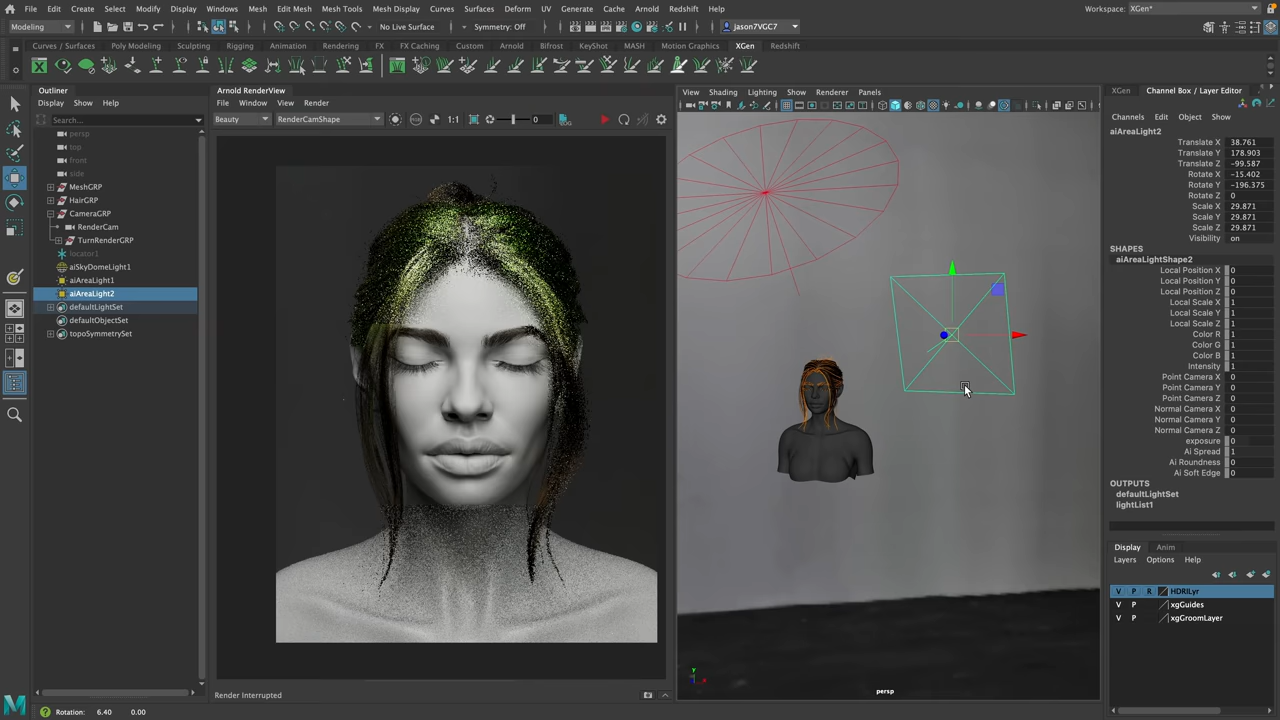 File Edit Create Select Modify Display Windows Mesh Edit Mesh Mesh Tools Mesh Display Curves Surfaces Deform UV Generate Cache Arnold Redshift Help Workspace: XGen*
Modeling No Live Surface Symmetry: Off jason7VGC7
Curves / Surfaces Poly Modeling Sculpting Rigging Animation Rendering FX FX Caching Custom Arnold Bifrost KeyShot MASH Motion Graphics XGen Redshift
Outliner
Display Show Help
Search...
persp
top
front
side
MeshGRP
HairGRP
CameraGRP
RenderCam
TurnRenderGRP
locator1
aiSkyDomeLight1
aiAreaLight1
aiAreaLight2
defaultLightSet
defaultObjectSet
topoSymmetrySet
Arnold RenderView
File Window View Render
Beauty RenderCamShape 1:1 0
Render Interrupted
View Shading Lighting Show Renderer Panels
persp
XGen Channel Box / Layer Editor
Channels Edit Object Show
aiAreaLight2
Translate X 38.761
Translate Y 178.903
Translate Z -99.587
Rotate X -15.402
Rotate Y -196.375
Rotate Z 0
Scale X 29.871
Scale Y 29.871
Scale Z 29.871
Visibility on
SHAPES
aiAreaLightShape2
Local Position X 0
Local Position Y 0
Local Position Z 0
Local Scale X 1
Local Scale Y 1
Local Scale Z 1
Color R 1
Color G 1
Color B 1
Intensity 1
Point Camera X 0
Point Camera Y 0
Point Camera Z 0
Normal Camera X 0
Normal Camera Y 0
Normal Camera Z 0
exposure 0
Ai Spread 1
Ai Roundness 0
Ai Soft Edge 0
OUTPUTS
defaultLightSet
lightList1
Display Anim
Layers Options Help
V P R HDRILyr
V P xgGuides
V P xgGroomLayer
Rotation: 6.40 0.00